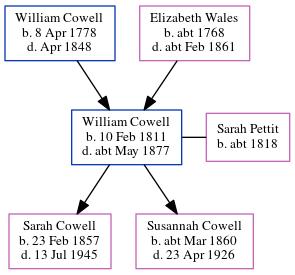 William Cowell
b. 8 Apr 1778
d. Apr 1848
Elizabeth Wales
b. abt 1768
d. abt Feb 1861
William Cowell
b. 10 Feb 1811
d. abt May 1877
Sarah Pettit
b. abt 1818
Sarah Cowell
b. 23 Feb 1857
d. 13 Jul 1945
Susannah Cowell
b. abt Mar 1860
d. 23 Apr 1926